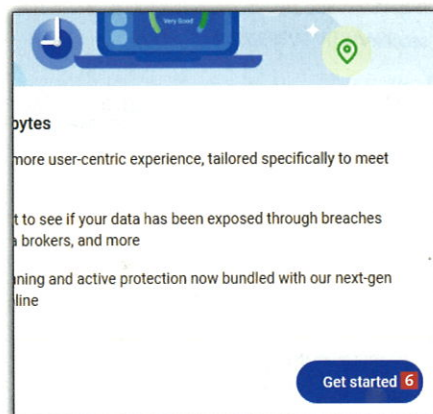 Very Good
bytes
more user-centric experience, tailored specifically to meet
t to see if your data has been exposed through breaches
brokers, and more
ning and active protection now bundled with our next-gen
line
Get started 6